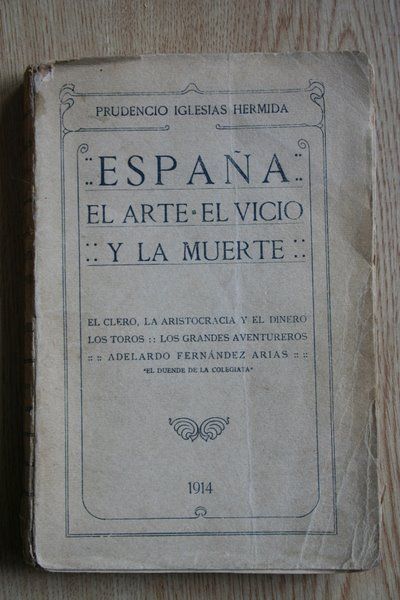 PRUDENCIO IGLESIAS HERMIDA
:: ESPAÑA ::
EL ARTE · EL VICIO
:: Y LA MUERTE ::
EL CLERO, LA ARISTOCRACIA Y EL DINERO
LOS TOROS :: LOS GRANDES AVENTUREROS
:: :: ADELARDO FERNÁNDEZ ARIAS :: ::
"EL DUENDE DE LA COLEGIATA"
1914